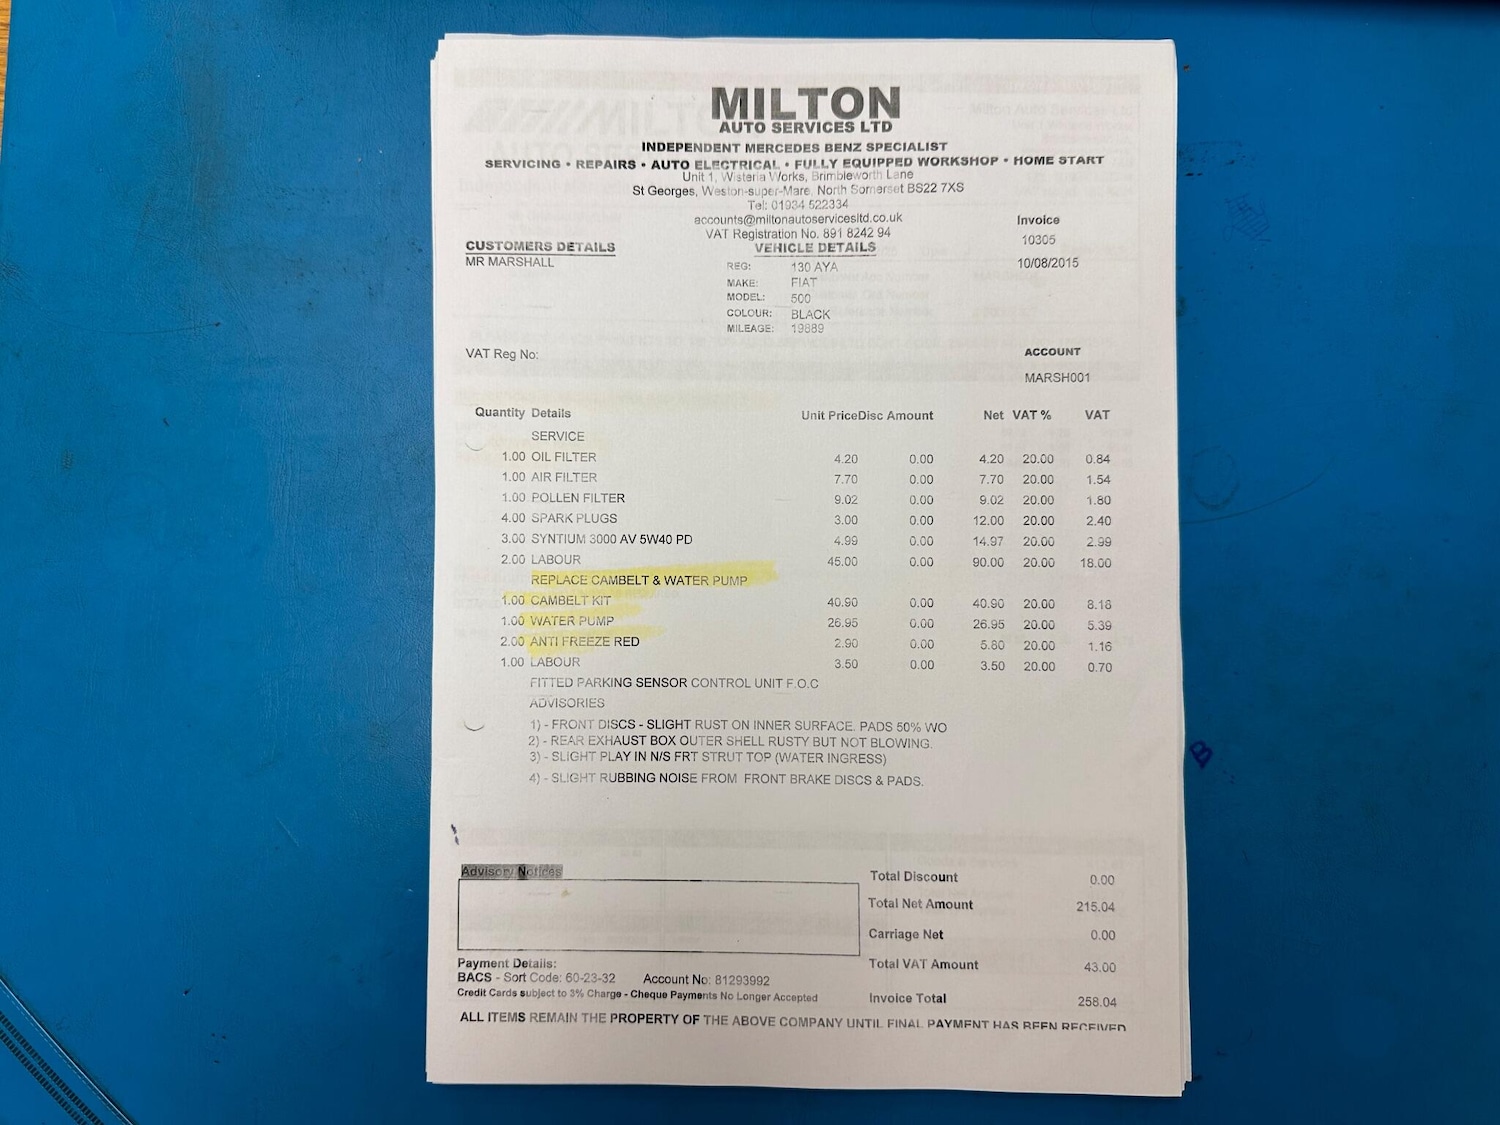 MILTON
AUTO SERVICES LTD
INDEPENDENT MERCEDES BENZ SPECIALIST
SERVICING • REPAIRS • AUTO ELECTRICAL • FULLY EQUIPPED WORKSHOP • HOME START
Unit 1, Wisteria Works, Brimbleworth Lane
St Georges, Weston-super-Mare, North Somerset BS22 7XS
Tel: 01934 522334
accounts@miltonautoservicesltd.co.uk
VAT Registration No. 891 8242 94
Invoice
10305
10/08/2015
CUSTOMERS DETAILS
MR MARSHALL
VEHICLE DETAILS
REG: 130 AYA
MAKE: FIAT
MODEL: 500
COLOUR: BLACK
MILEAGE: 19889
VAT Reg No:
ACCOUNT
MARSH001
Quantity Details Unit PriceDisc Amount Net VAT % VAT
SERVICE
1.00 OIL FILTER 4.20 0.00 4.20 20.00 0.84
1.00 AIR FILTER 7.70 0.00 7.70 20.00 1.54
1.00 POLLEN FILTER 9.02 0.00 9.02 20.00 1.80
4.00 SPARK PLUGS 3.00 0.00 12.00 20.00 2.40
3.00 SYNTIUM 3000 AV 5W40 PD 4.99 0.00 14.97 20.00 2.99
2.00 LABOUR 45.00 0.00 90.00 20.00 18.00
REPLACE CAMBELT & WATER PUMP
1.00 CAMBELT KIT 40.90 0.00 40.90 20.00 8.18
1.00 WATER PUMP 26.95 0.00 26.95 20.00 5.39
2.00 ANTI FREEZE RED 2.90 0.00 5.80 20.00 1.16
1.00 LABOUR 3.50 0.00 3.50 20.00 0.70
FITTED PARKING SENSOR CONTROL UNIT F.O.C
ADVISORIES
1) - FRONT DISCS - SLIGHT RUST ON INNER SURFACE. PADS 50% WO
2) - REAR EXHAUST BOX OUTER SHELL RUSTY BUT NOT BLOWING.
3) - SLIGHT PLAY IN N/S FRT STRUT TOP (WATER INGRESS)
4) - SLIGHT RUBBING NOISE FROM FRONT BRAKE DISCS & PADS.
Advisory Notices
Total Discount 0.00
Total Net Amount 215.04
Carriage Net 0.00
Total VAT Amount 43.00
Invoice Total 258.04
Payment Details:
BACS - Sort Code: 60-23-32 Account No: 81293992
Credit Cards subject to 3% Charge - Cheque Payments No Longer Accepted
ALL ITEMS REMAIN THE PROPERTY OF THE ABOVE COMPANY UNTIL FINAL PAYMENT HAS BEEN RECEIVED